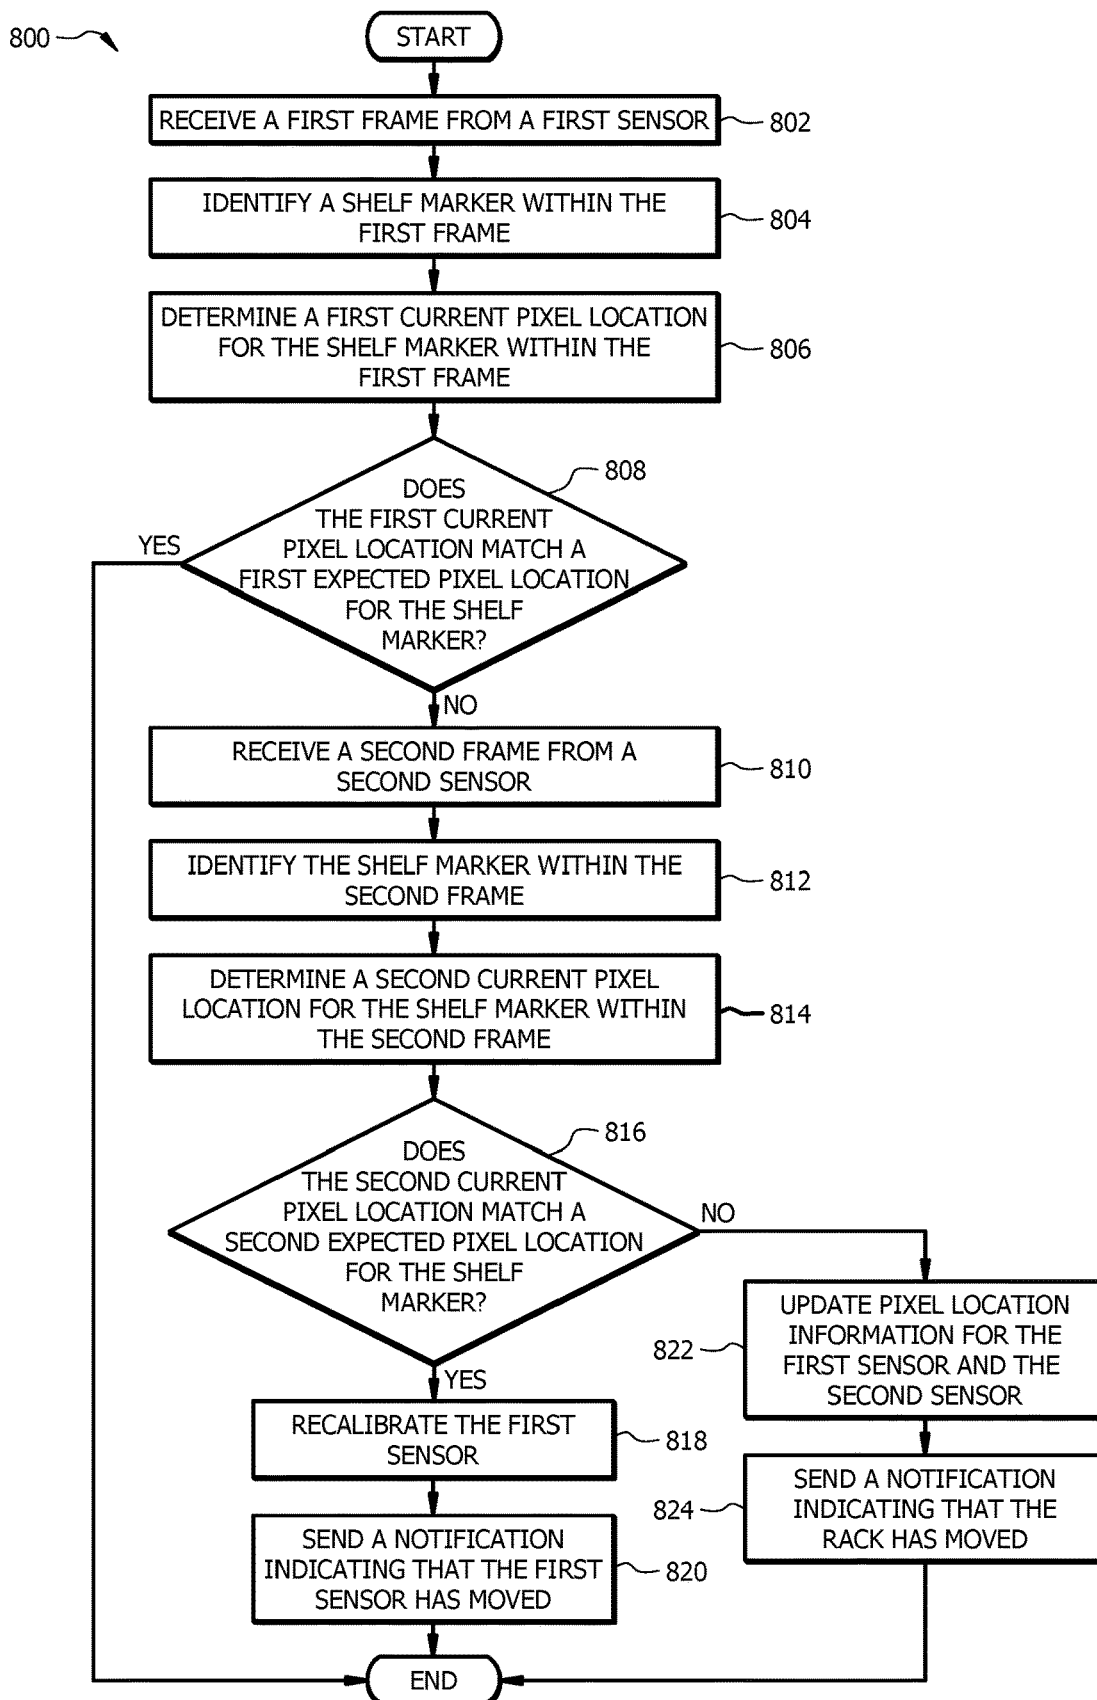 800
START
RECEIVE A FIRST FRAME FROM A FIRST SENSOR
802
IDENTIFY A SHELF MARKER WITHIN THE
FIRST FRAME
804
DETERMINE A FIRST CURRENT PIXEL LOCATION
FOR THE SHELF MARKER WITHIN THE
FIRST FRAME
806
808
DOES
THE FIRST CURRENT
PIXEL LOCATION MATCH A
FIRST EXPECTED PIXEL LOCATION
FOR THE SHELF
MARKER?
YES
NO
RECEIVE A SECOND FRAME FROM A
SECOND SENSOR
810
IDENTIFY THE SHELF MARKER WITHIN THE
SECOND FRAME
812
DETERMINE A SECOND CURRENT PIXEL
LOCATION FOR THE SHELF MARKER WITHIN
THE SECOND FRAME
814
816
DOES
THE SECOND CURRENT
PIXEL LOCATION MATCH A
SECOND EXPECTED PIXEL LOCATION
FOR THE SHELF
MARKER?
NO
YES
UPDATE PIXEL LOCATION
INFORMATION FOR THE
FIRST SENSOR AND THE
SECOND SENSOR
822
RECALIBRATE THE FIRST
SENSOR
818
SEND A NOTIFICATION
INDICATING THAT THE
RACK HAS MOVED
824
SEND A NOTIFICATION
INDICATING THAT THE FIRST
SENSOR HAS MOVED
820
END